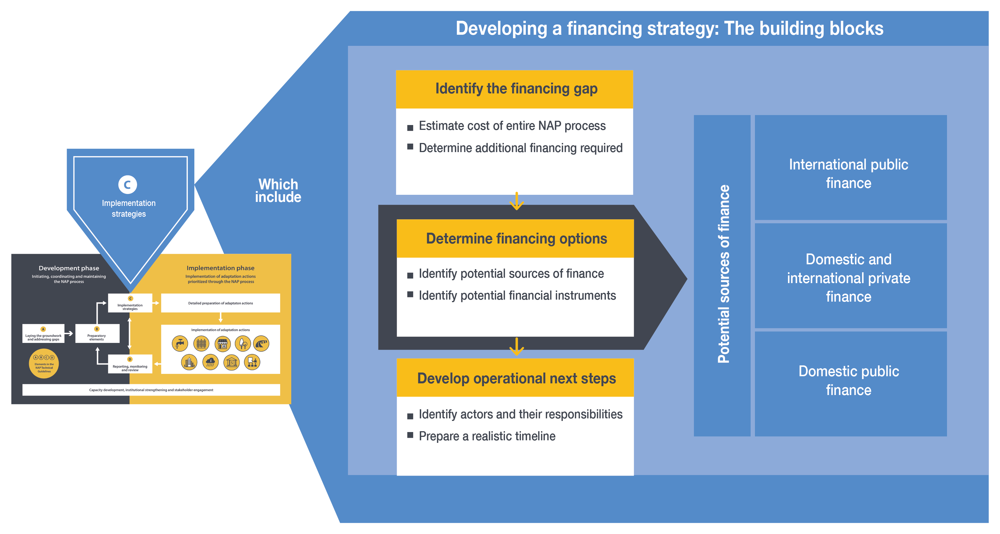 Developing a financing strategy: The building blocks
C
Implementation
strategies
Which
include
Development phase
Initiating, coordinating and maintaining
the NAP process
Implementation phase
Implementation of adaptation actions
prioritized through the NAP process
C
Implementation
strategies
Detailed preparation of adaptaton actions
A
Laying the groundwork
and addressing gaps
B
Preparatory
elements
Implementation of adaptation actions
i
$
A B C D
Elements in the
NAP Technical
Guidelines
D
Reporting, monitoring
and review
Capacity development, institutional strengthening and stakeholder engagement
Identify the financing gap
■ Estimate cost of entire NAP process
■ Determine additional financing required
Determine financing options
■ Identify potential sources of finance
■ Identify potential financial instruments
Develop operational next steps
■ Identify actors and their responsibilities
■ Prepare a realistic timeline
Potential sources of finance
International public
finance
Domestic and
international private
finance
Domestic public
finance